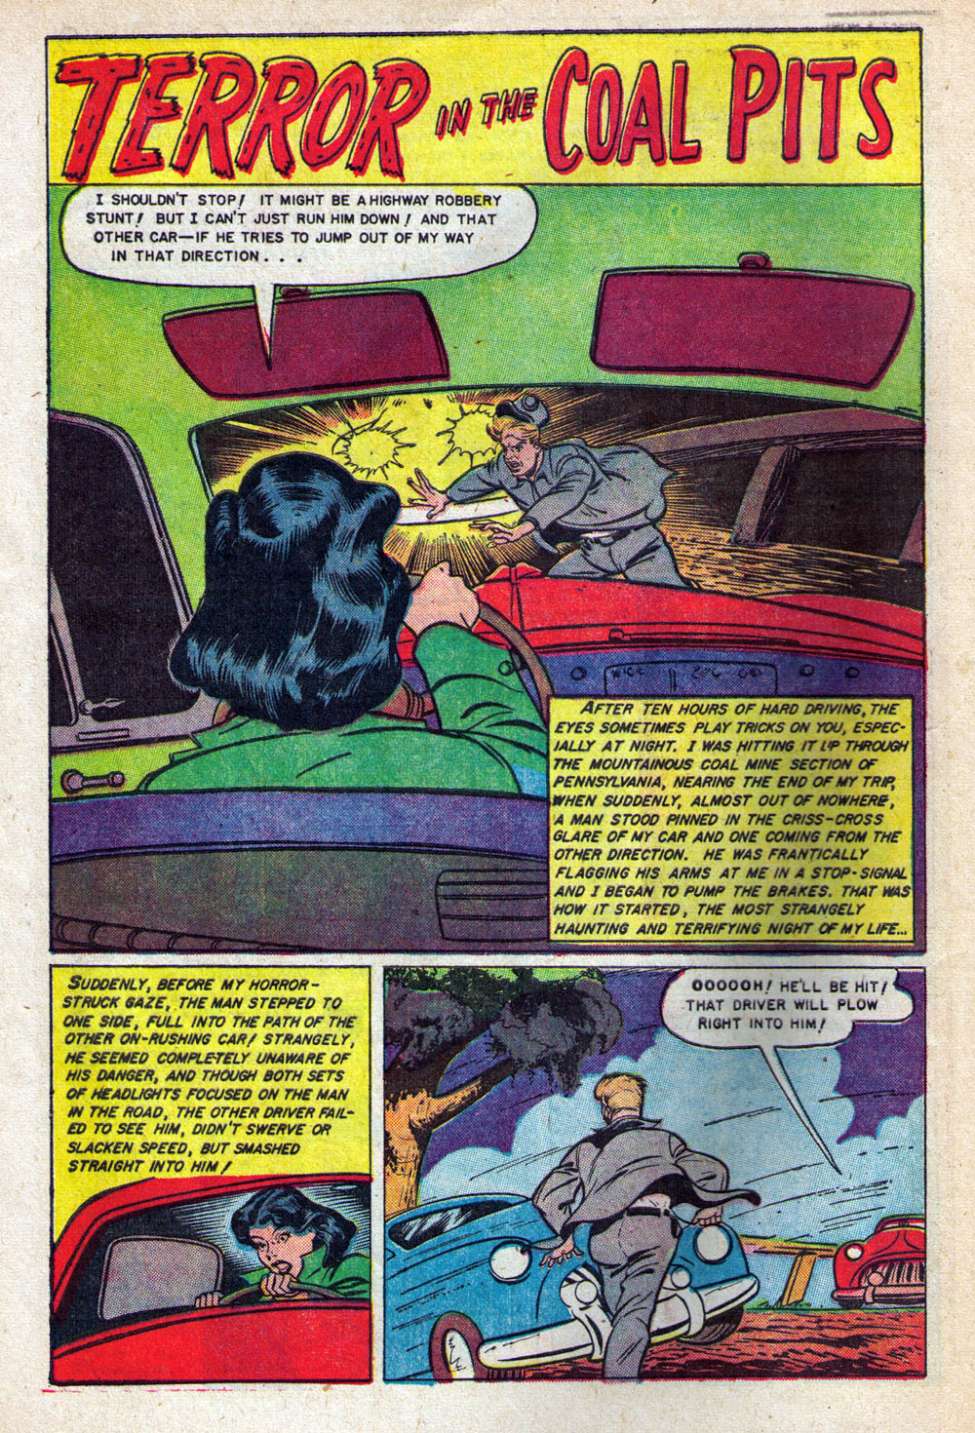 TERROR IN THE COAL PITS
I SHOULDN'T STOP! IT MIGHT BE A HIGHWAY ROBBERY
STUNT! BUT I CAN'T JUST RUN HIM DOWN! AND THAT
OTHER CAR—IF HE TRIES TO JUMP OUT OF MY WAY
IN THAT DIRECTION . . .
AFTER TEN HOURS OF HARD DRIVING, THE
EYES SOMETIMES PLAY TRICKS ON YOU, ESPEC-
IALLY AT NIGHT. I WAS HITTING IT UP THROUGH
THE MOUNTAINOUS COAL MINE SECTION OF
PENNSYLVANIA, NEARING THE END OF MY TRIP,
WHEN SUDDENLY, ALMOST OUT OF NOWHERE,
A MAN STOOD PINNED IN THE CRISS-CROSS
GLARE OF MY CAR AND ONE COMING FROM THE
OTHER DIRECTION. HE WAS FRANTICALLY
FLAGGING HIS ARMS AT ME IN A STOP-SIGNAL
AND I BEGAN TO PUMP THE BRAKES. THAT WAS
HOW IT STARTED, THE MOST STRANGELY
HAUNTING AND TERRIFYING NIGHT OF MY LIFE...
SUDDENLY, BEFORE MY HORROR-
STRUCK GAZE, THE MAN STEPPED TO
ONE SIDE, FULL INTO THE PATH OF THE
OTHER ON-RUSHING CAR! STRANGELY,
HE SEEMED COMPLETELY UNAWARE OF
HIS DANGER, AND THOUGH BOTH SETS
OF HEADLIGHTS FOCUSED ON THE MAN
IN THE ROAD, THE OTHER DRIVER FAIL-
ED TO SEE HIM, DIDN'T SWERVE OR
SLACKEN SPEED, BUT SMASHED
STRAIGHT INTO HIM!
OOOOOH! HE'LL BE HIT!
THAT DRIVER WILL PLOW
RIGHT INTO HIM!